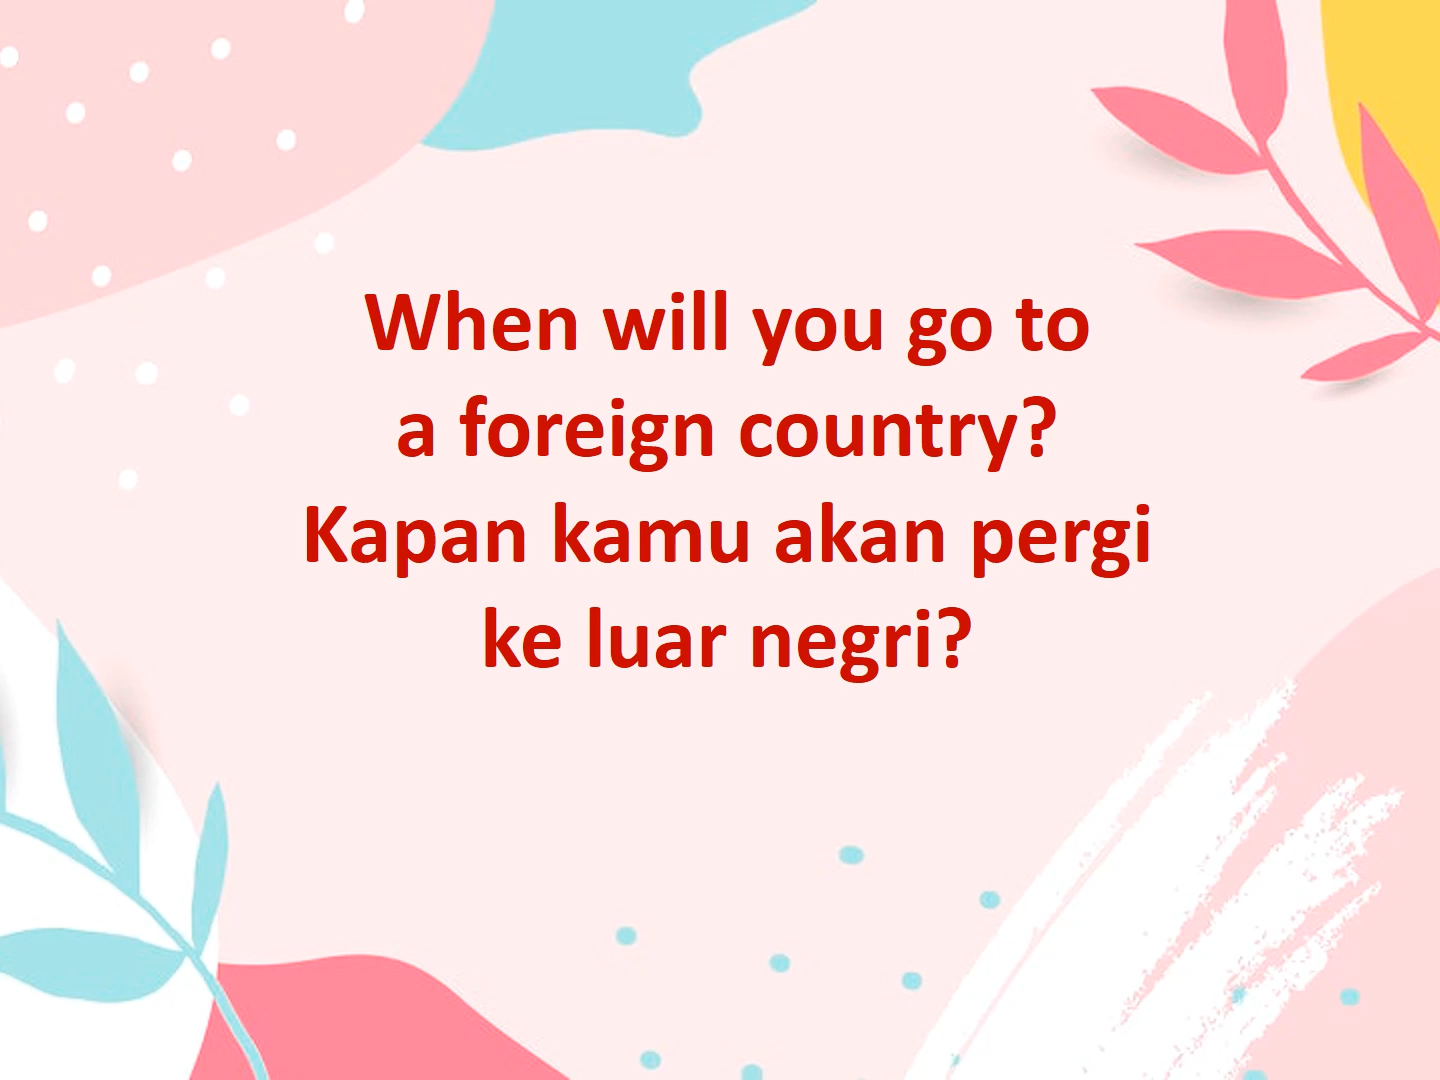 When will you go to
a foreign country?
Kapan kamu akan pergi
ke luar negri?